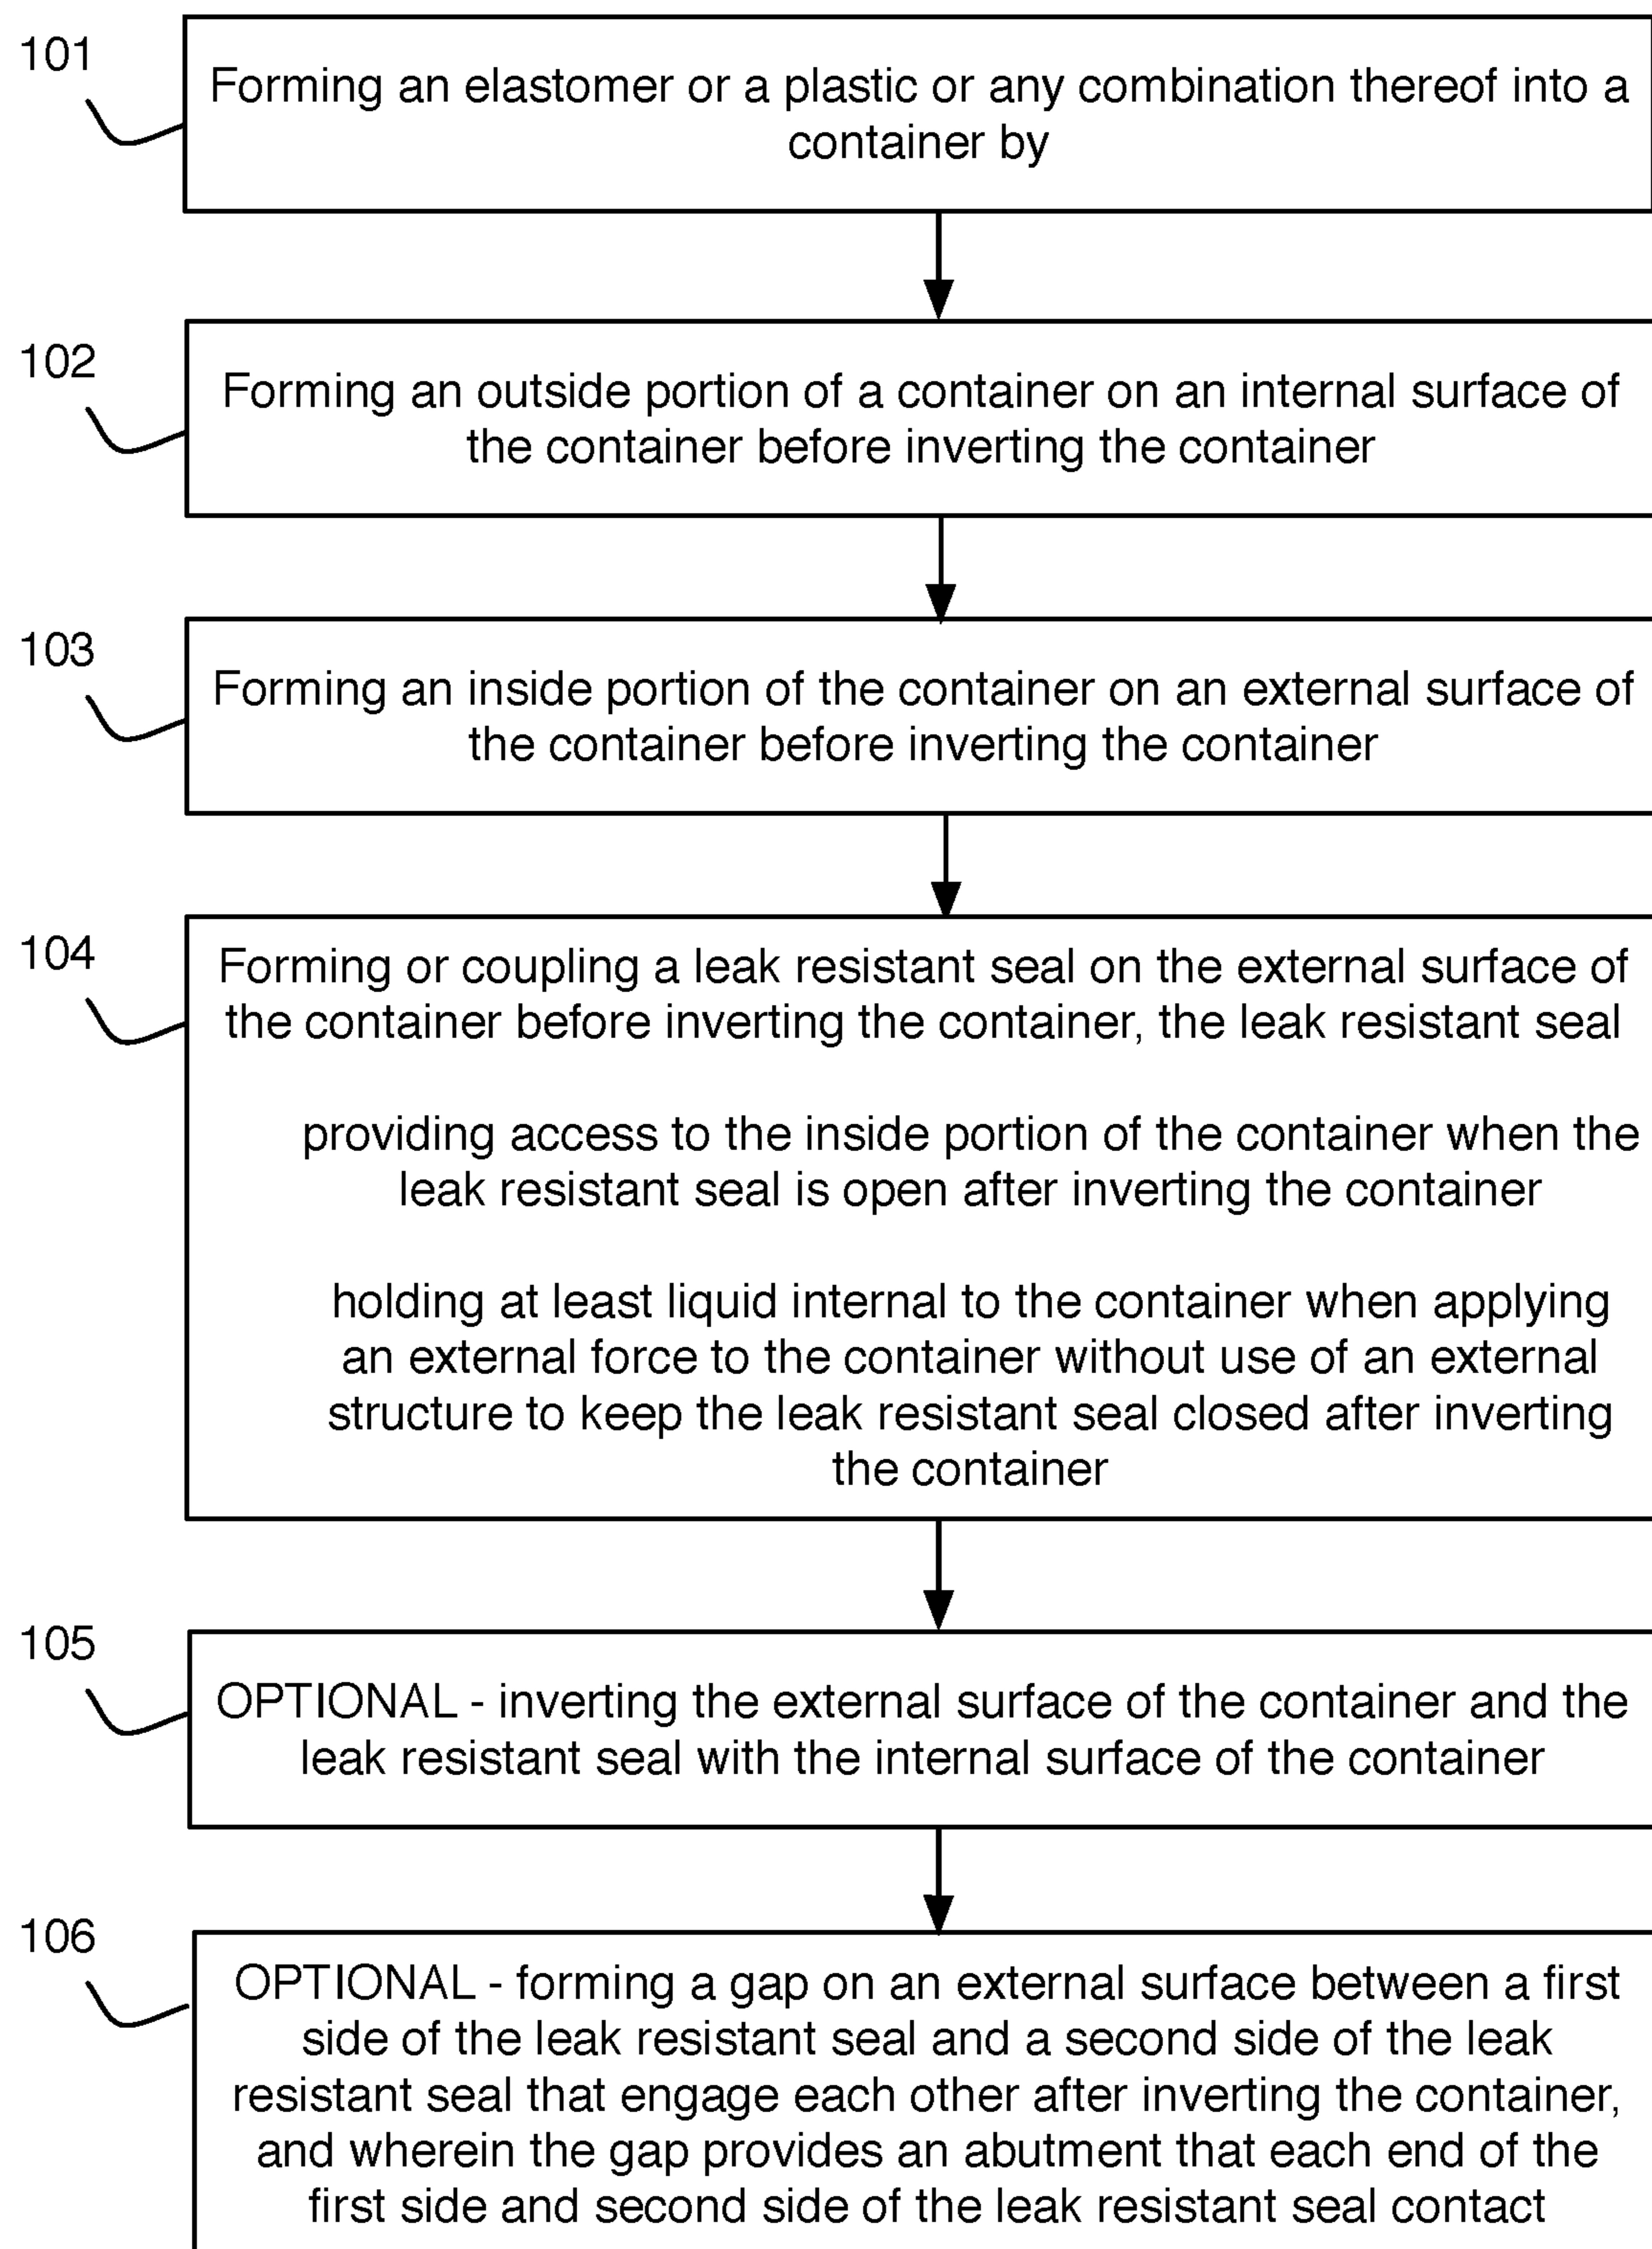 101
Forming an elastomer or a plastic or any combination thereof into a
container by
102
Forming an outside portion of a container on an internal surface of
the container before inverting the container
103
Forming an inside portion of the container on an external surface of
the container before inverting the container
104
Forming or coupling a leak resistant seal on the external surface of
the container before inverting the container, the leak resistant seal
providing access to the inside portion of the container when the
leak resistant seal is open after inverting the container
holding at least liquid internal to the container when applying
an external force to the container without use of an external
structure to keep the leak resistant seal closed after inverting
the container
105
OPTIONAL - inverting the external surface of the container and the
leak resistant seal with the internal surface of the container
106
OPTIONAL - forming a gap on an external surface between a first
side of the leak resistant seal and a second side of the leak
resistant seal that engage each other after inverting the container,
and wherein the gap provides an abutment that each end of the
first side and second side of the leak resistant seal contact